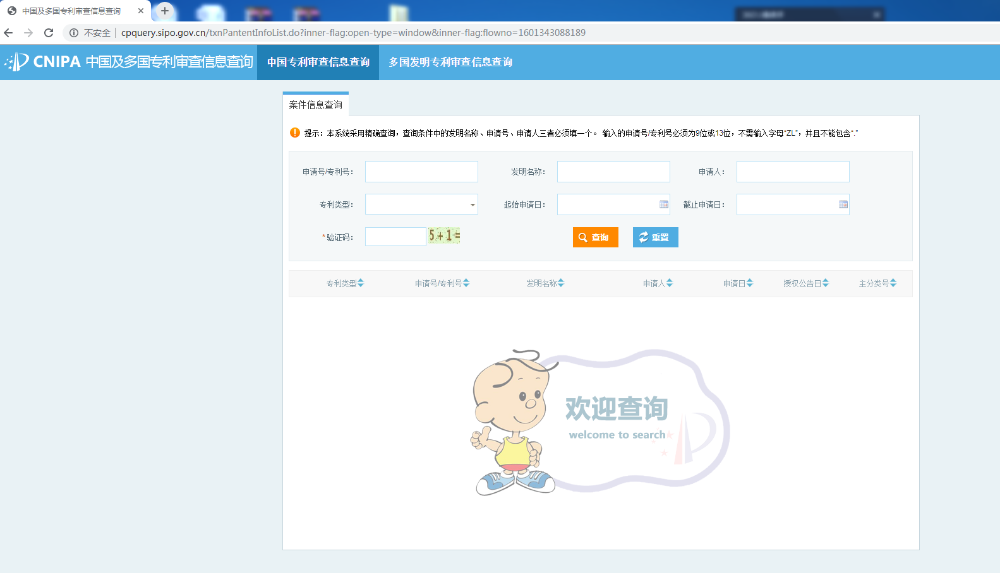 中国及多国专利审查信息查询
不安全 cpquery.sipo.gov.cn/txnPantentInfoList.do?inner-flag:open-type=window&inner-flag:flowno=1601343088189
CNIPA 中国及多国专利审查信息查询 中国专利审查信息查询 多国发明专利审查信息查询
案件信息查询
提示：本系统采用精确查询，查询条件中的发明名称、申请号、申请人三者必须填一个。 输入的申请号/专利号必须为9位或13位，不需输入字母“ZL”，并且不能包含“.”
申请号/专利号： 发明名称： 申请人：
专利类型： 起始申请日： 截止申请日：
*验证码： 5+1= 查询 重置
专利类型 申请号/专利号 发明名称 申请人 申请日 授权公告日 主分类号
欢迎查询
welcome to search